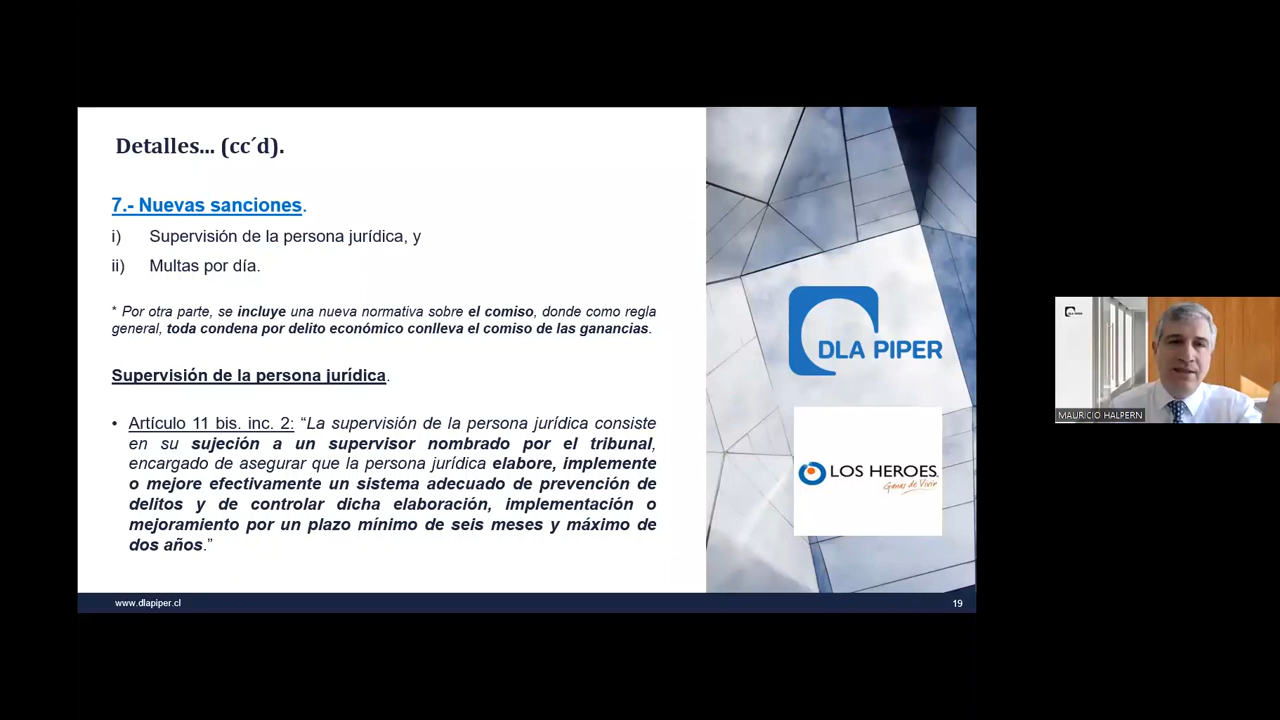 Detalles... (cc´d).
7.- Nuevas sanciones.
i) Supervisión de la persona jurídica, y
ii) Multas por día.
* Por otra parte, se incluye una nueva normativa sobre el comiso, donde como regla
general, toda condena por delito económico conlleva el comiso de las ganancias.
Supervisión de la persona jurídica.
• Artículo 11 bis. inc. 2: “La supervisión de la persona jurídica consiste
en su sujeción a un supervisor nombrado por el tribunal,
encargado de asegurar que la persona jurídica elabore, implemente
o mejore efectivamente un sistema adecuado de prevención de
delitos y de controlar dicha elaboración, implementación o
mejoramiento por un plazo mínimo de seis meses y máximo de
dos años.”
DLA PIPER
LOS HEROES
Ganas de Vivir
www.dlapiper.cl
19
MAURICIO HALPERN